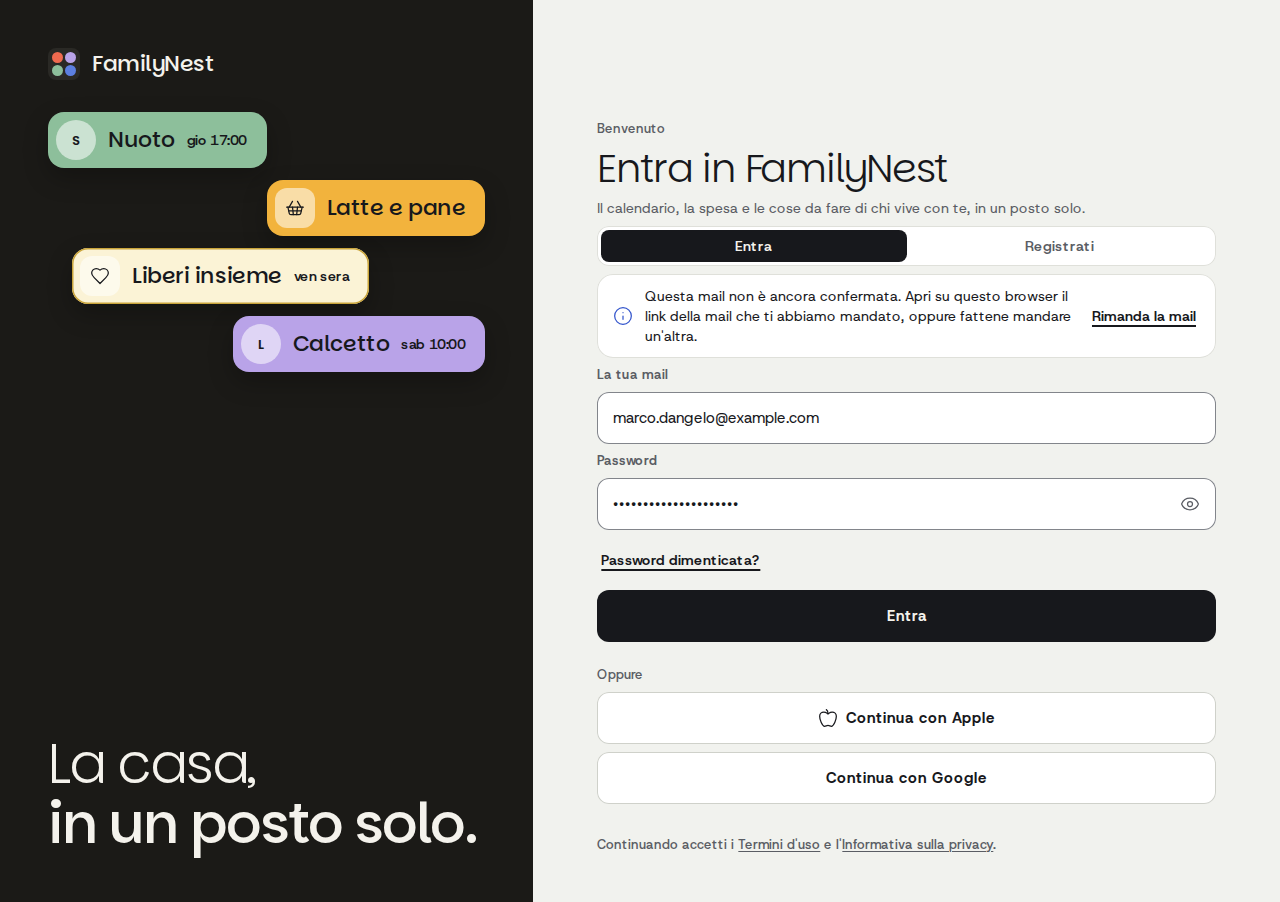 FamilyNest
S Nuoto gio 17:00
Latte e pane
Liberi insieme ven sera
L Calcetto sab 10:00
La casa,
in un posto solo.
Benvenuto
Entra in FamilyNest
Il calendario, la spesa e le cose da fare di chi vive con te, in un posto solo.
Entra
Registrati
Questa mail non è ancora confermata. Apri su questo browser il
link della mail che ti abbiamo mandato, oppure fattene mandare
un'altra.
Rimanda la mail
La tua mail
marco.dangelo@example.com
Password
•••••••••••••••••••••
Password dimenticata?
Entra
Oppure
Continua con Apple
Continua con Google
Continuando accetti i Termini d'uso e l'Informativa sulla privacy.